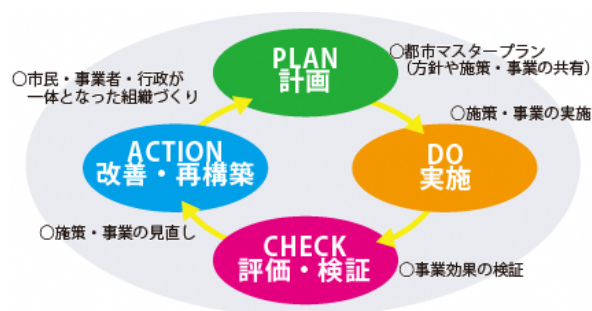 PLAN
計画
○都市マスタープラン
(方針や施策・事業の共有)
○市民・事業者・行政が
一体となった組織づくり
○施策・事業の実施
ACTION
改善・再構築
DO
実施
○施策・事業の見直し
CHECK
評価・検証
○事業効果の検証